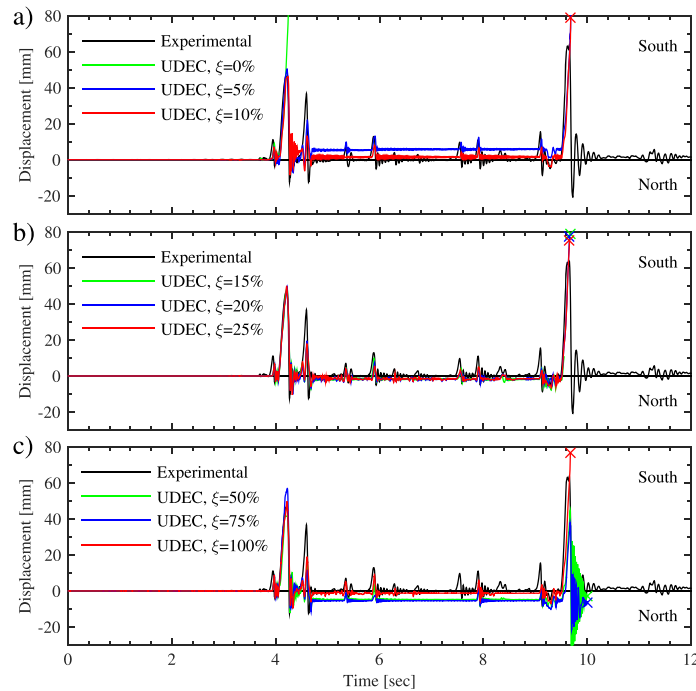 a)
80
60
40
20
0
-20
Displacement [mm]
Experimental
UDEC, ξ=0%
UDEC, ξ=5%
UDEC, ξ=10%
South
North
b)
80
60
40
20
0
-20
Displacement [mm]
Experimental
UDEC, ξ=15%
UDEC, ξ=20%
UDEC, ξ=25%
South
North
c)
80
60
40
20
0
-20
Displacement [mm]
Experimental
UDEC, ξ=50%
UDEC, ξ=75%
UDEC, ξ=100%
South
North
0 2 4 6 8 10 12
Time [sec]